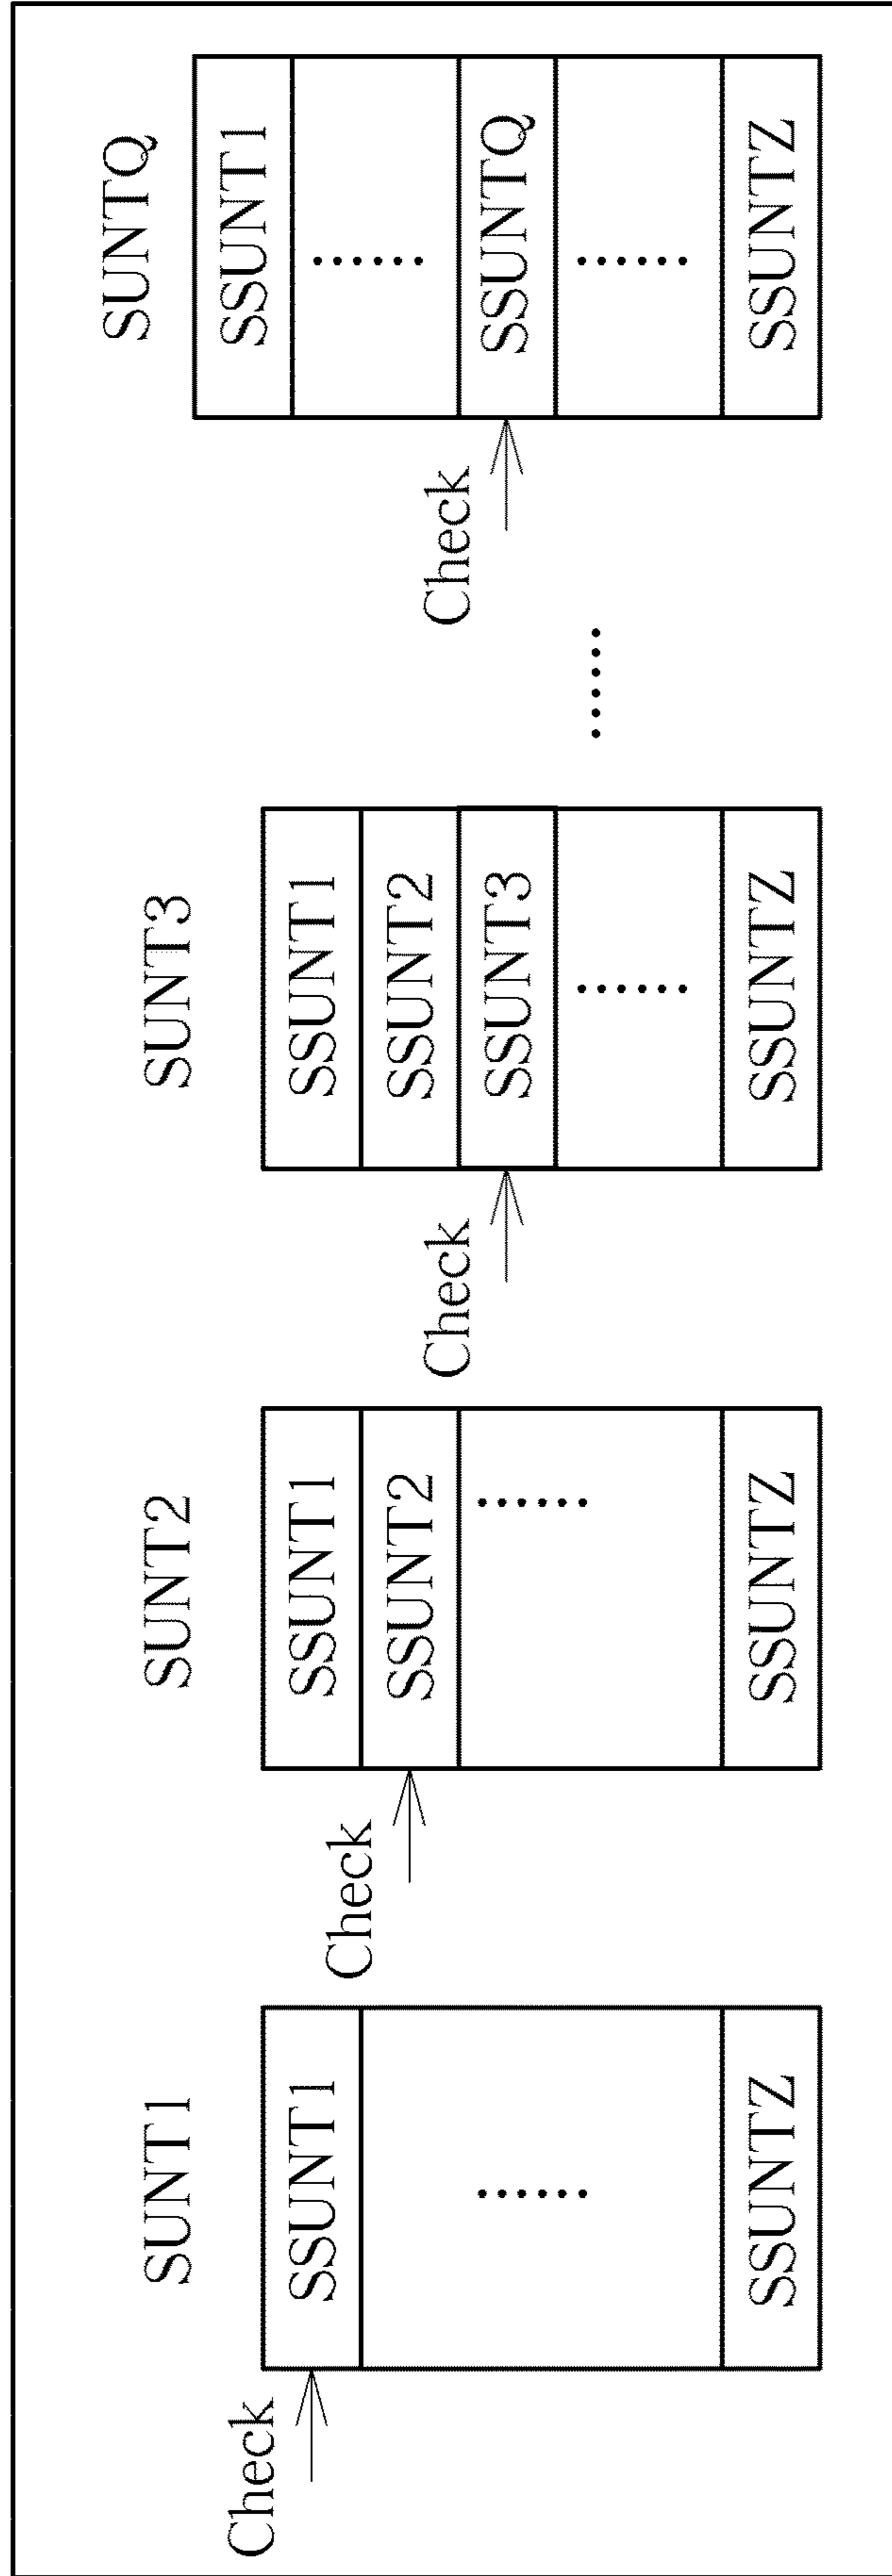 SUNT1
Check
SSUNT1
......
SSUNTZ
SUNT2
Check
SSUNT1
SSUNT2
......
SSUNTZ
SUNT3
Check
SSUNT1
SSUNT2
SSUNT3
......
SSUNTZ
......
SUNTQ
Check
SSUNT1
......
SSUNTQ
......
SSUNTZ